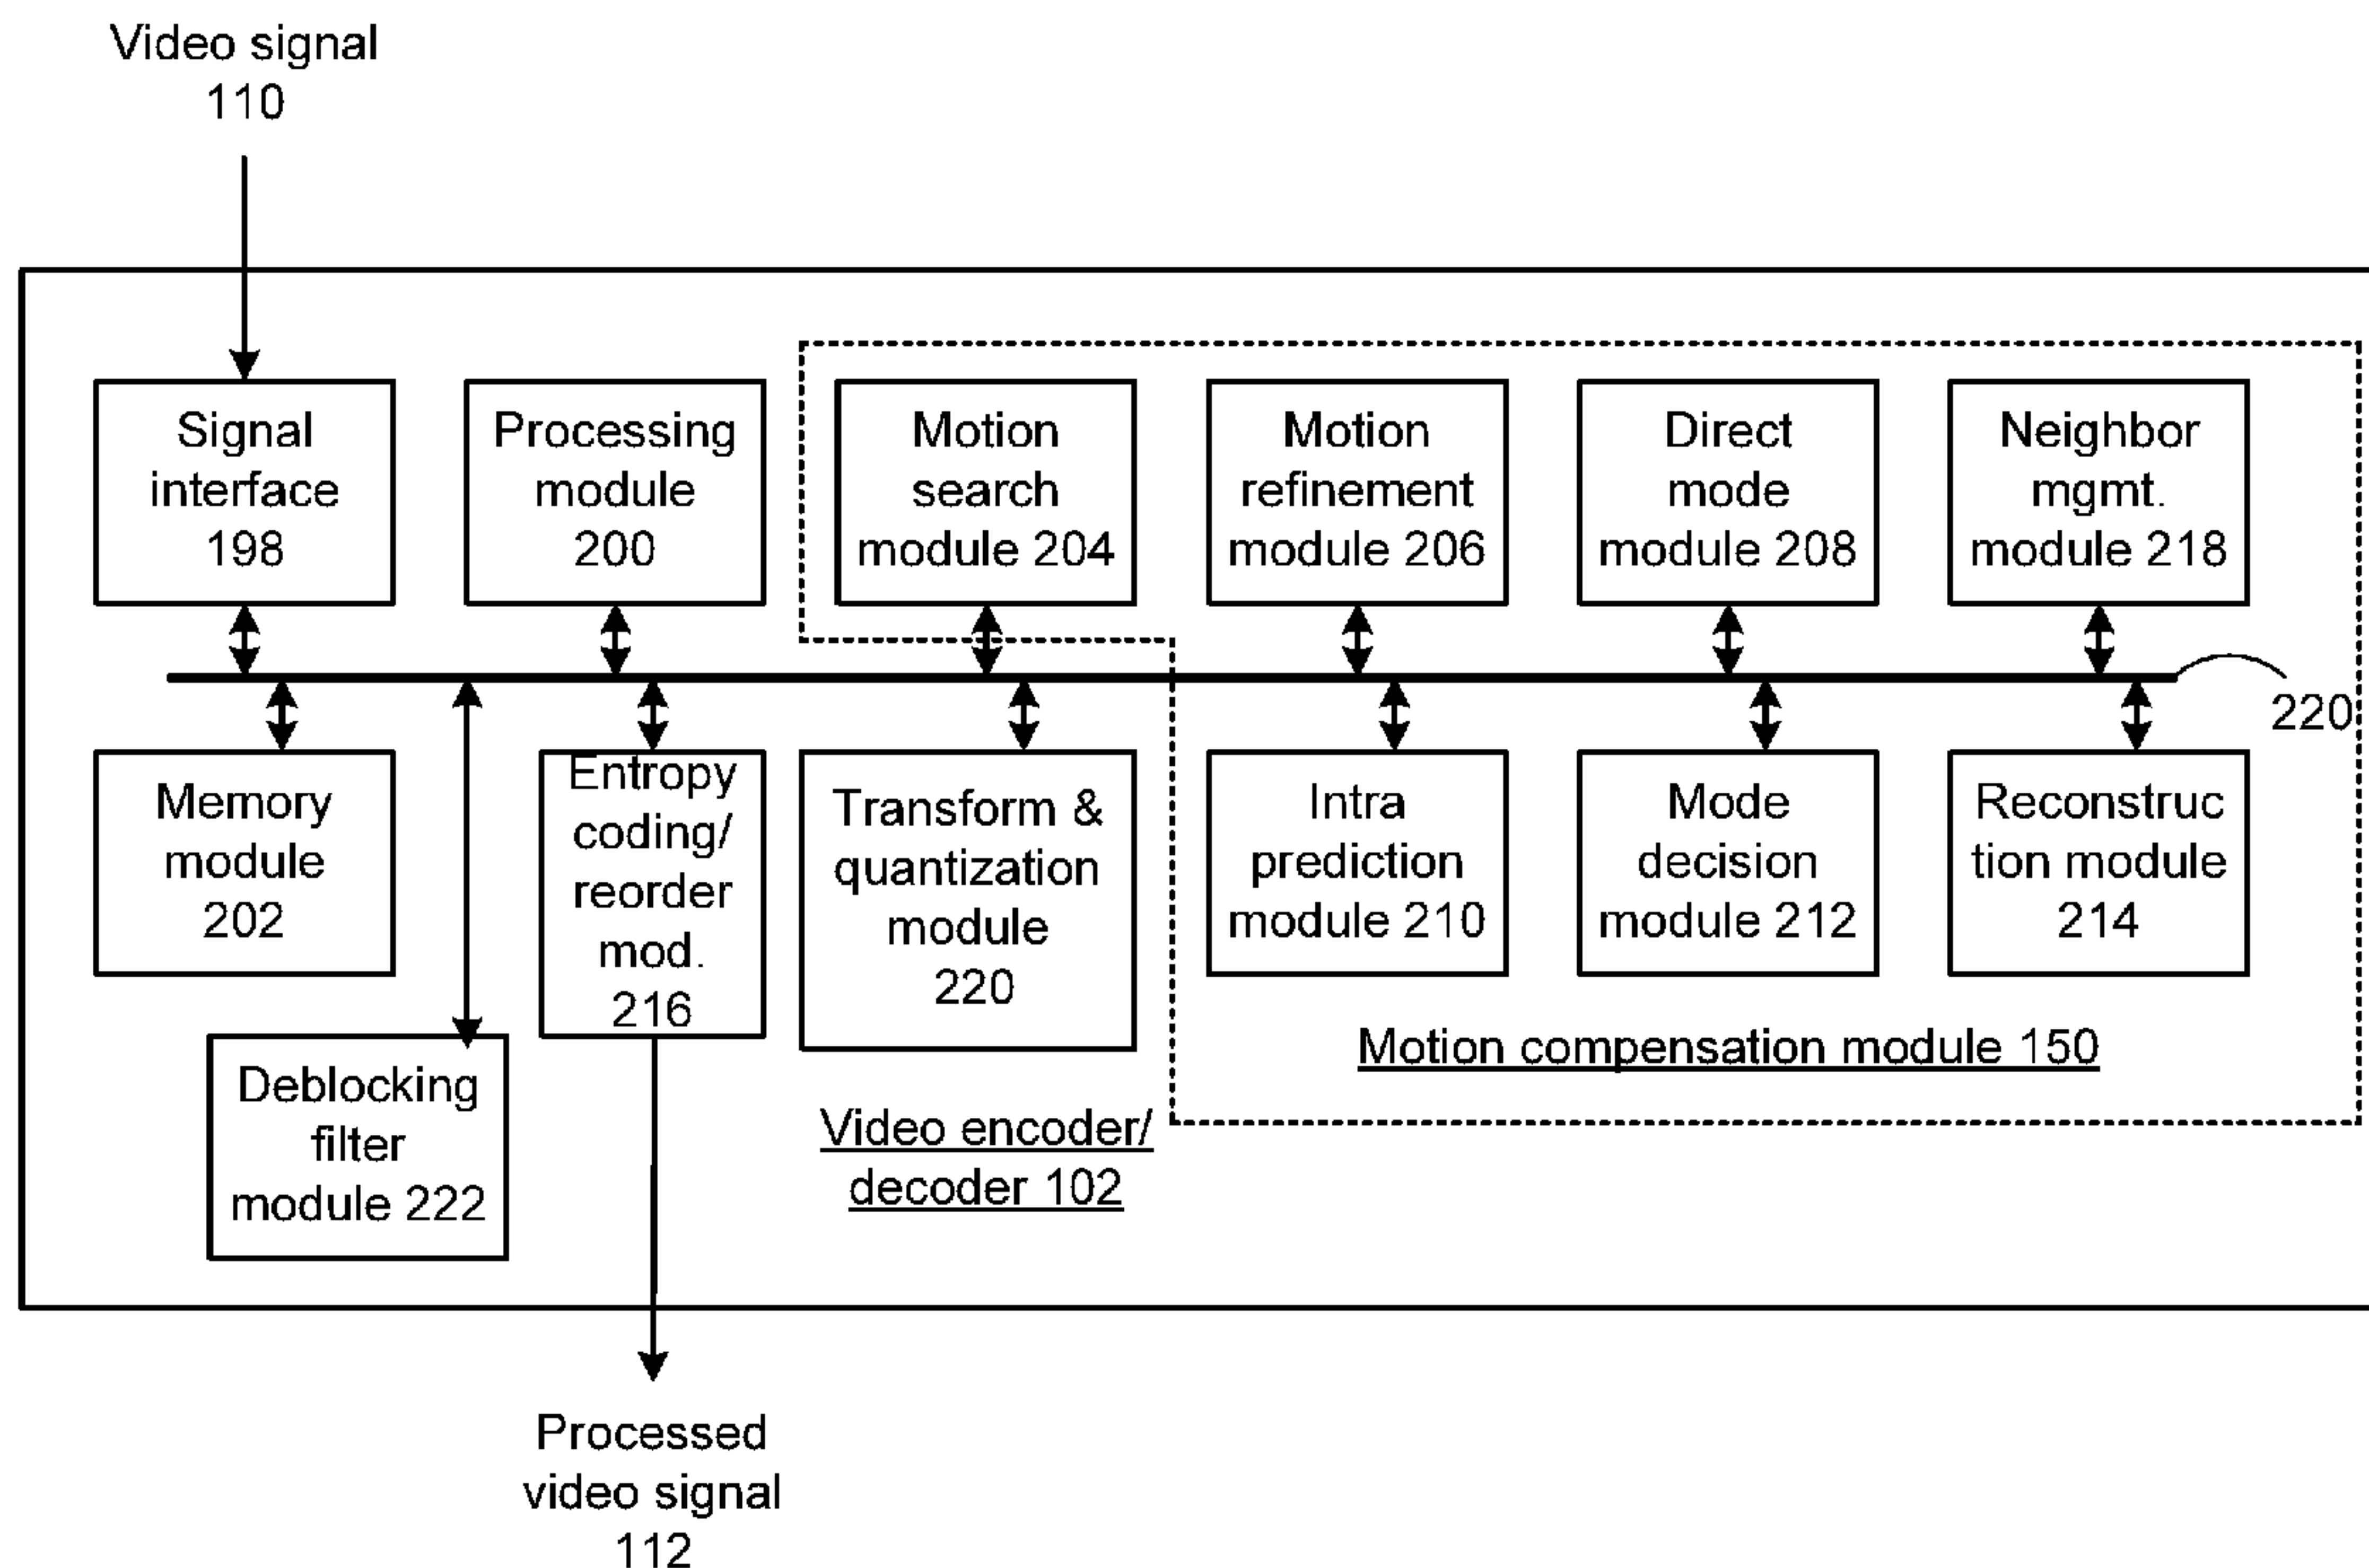 Video signal
110
Signal
interface
198
Processing
module
200
Motion
search
module 204
Motion
refinement
module 206
Direct
mode
module 208
Neighbor
mgmt.
module 218
220
Memory
module
202
Entropy
coding/
reorder
mod.
216
Transform &
quantization
module
220
Intra
prediction
module 210
Mode
decision
module 212
Reconstruc
tion module
214
Motion compensation module 150
Deblocking
filter
module 222
Video encoder/
decoder 102
Processed
video signal
112